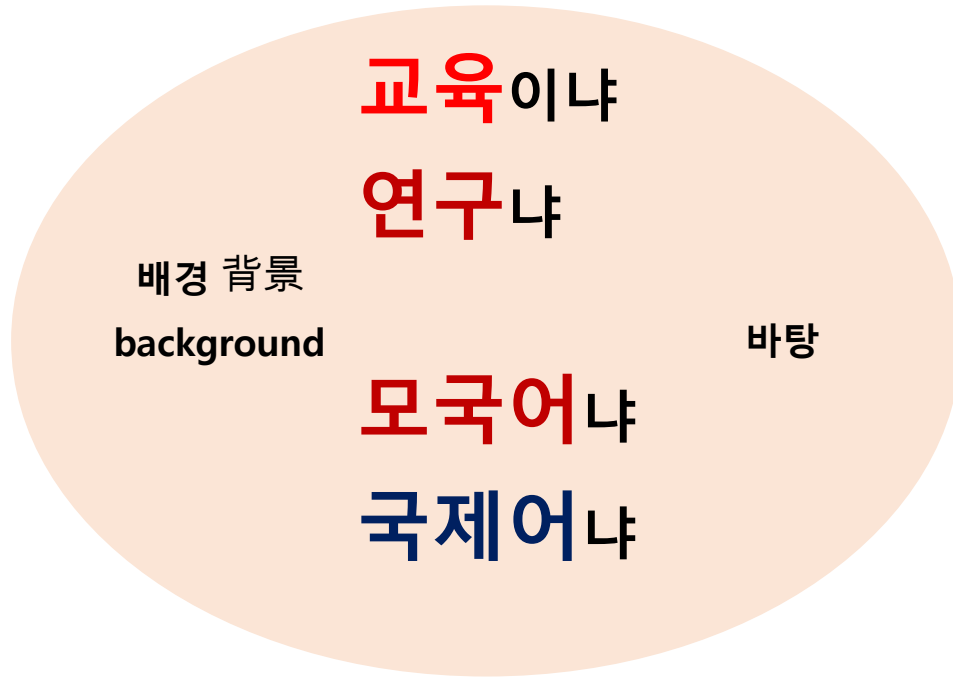 교육이냐
연구냐
배경 背景
background
바탕
모국어냐
국제어냐